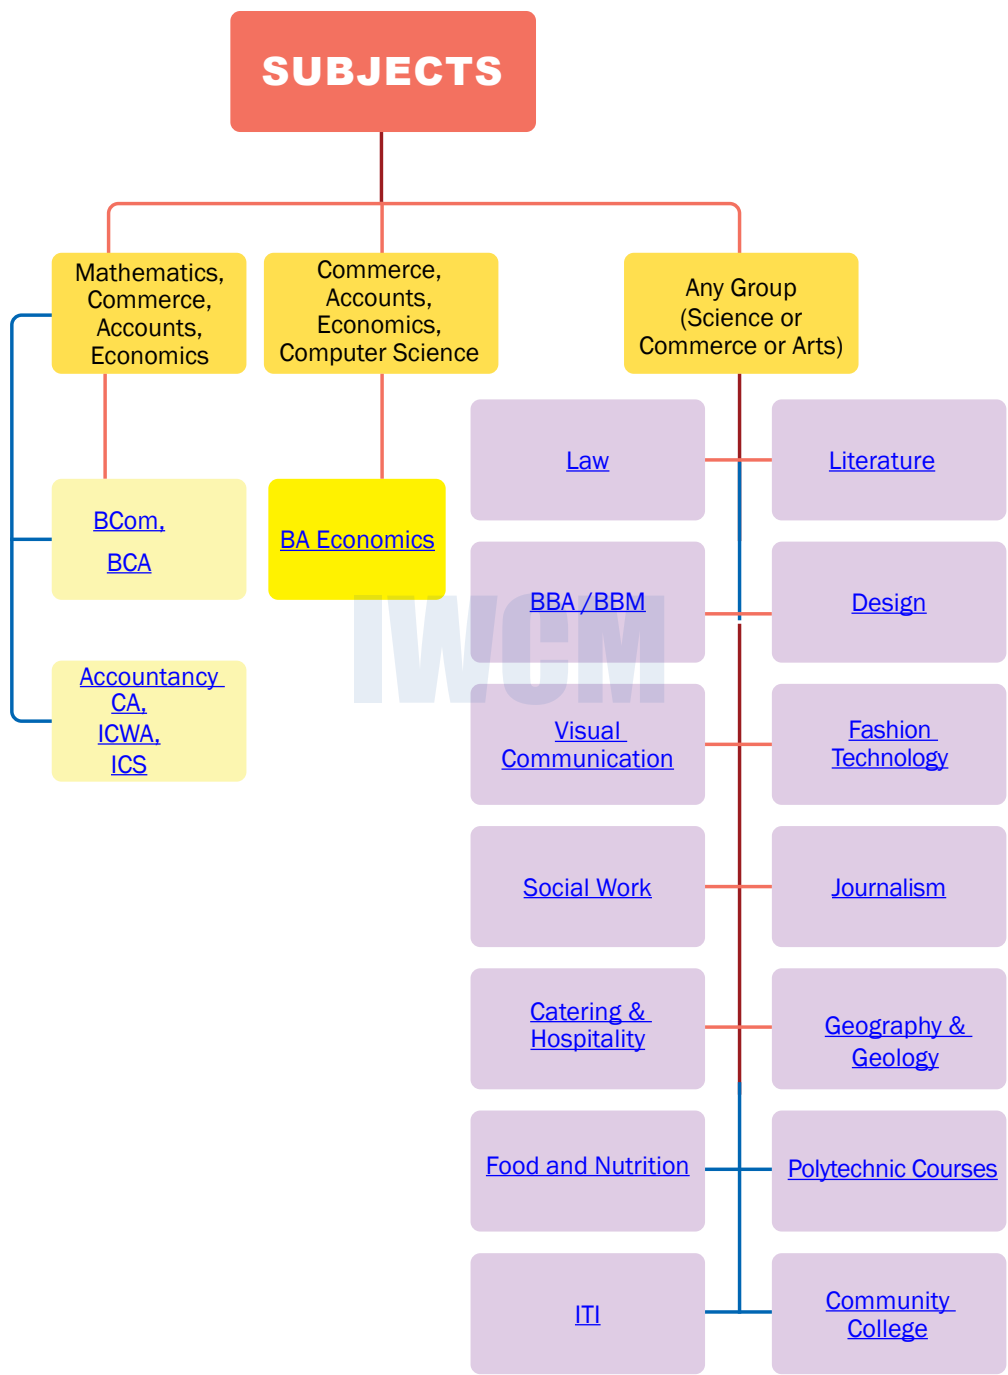 SUBJECTS
Mathematics,
Commerce,
Accounts,
Economics
Commerce,
Accounts,
Economics,
Computer Science
Any Group
(Science or
Commerce or Arts)
BCom,
BCA
BA Economics
Accountancy
CA,
ICWA,
ICS
Law
Literature
BBA /BBM
Design
IWCM
Visual
Communication
Fashion
Technology
Social Work
Journalism
Catering &
Hospitality
Geography &
Geology
Food and Nutrition
Polytechnic Courses
ITI
Community
College